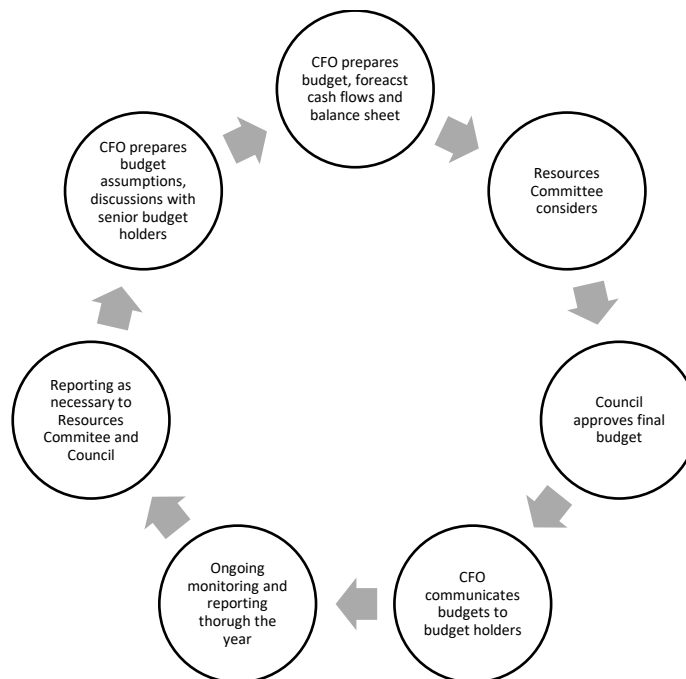 CFO prepares
budget, foreacst
cash flows and
balance sheet
Resources
Committee
considers
Council
approves final
budget
CFO
communicates
budgets to
budget holders
Ongoing
monitoring and
reporting
thorugh the
year
Reporting as
necessary to
Resources
Commitee and
Council
CFO prepares
budget
assumptions,
discussions with
senior budget
holders